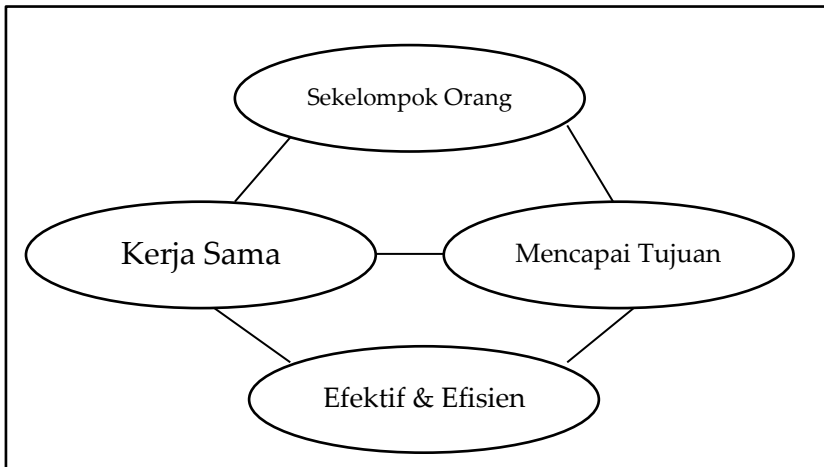 Sekelompok Orang
Kerja Sama
Mencapai Tujuan
Efektif & Efisien